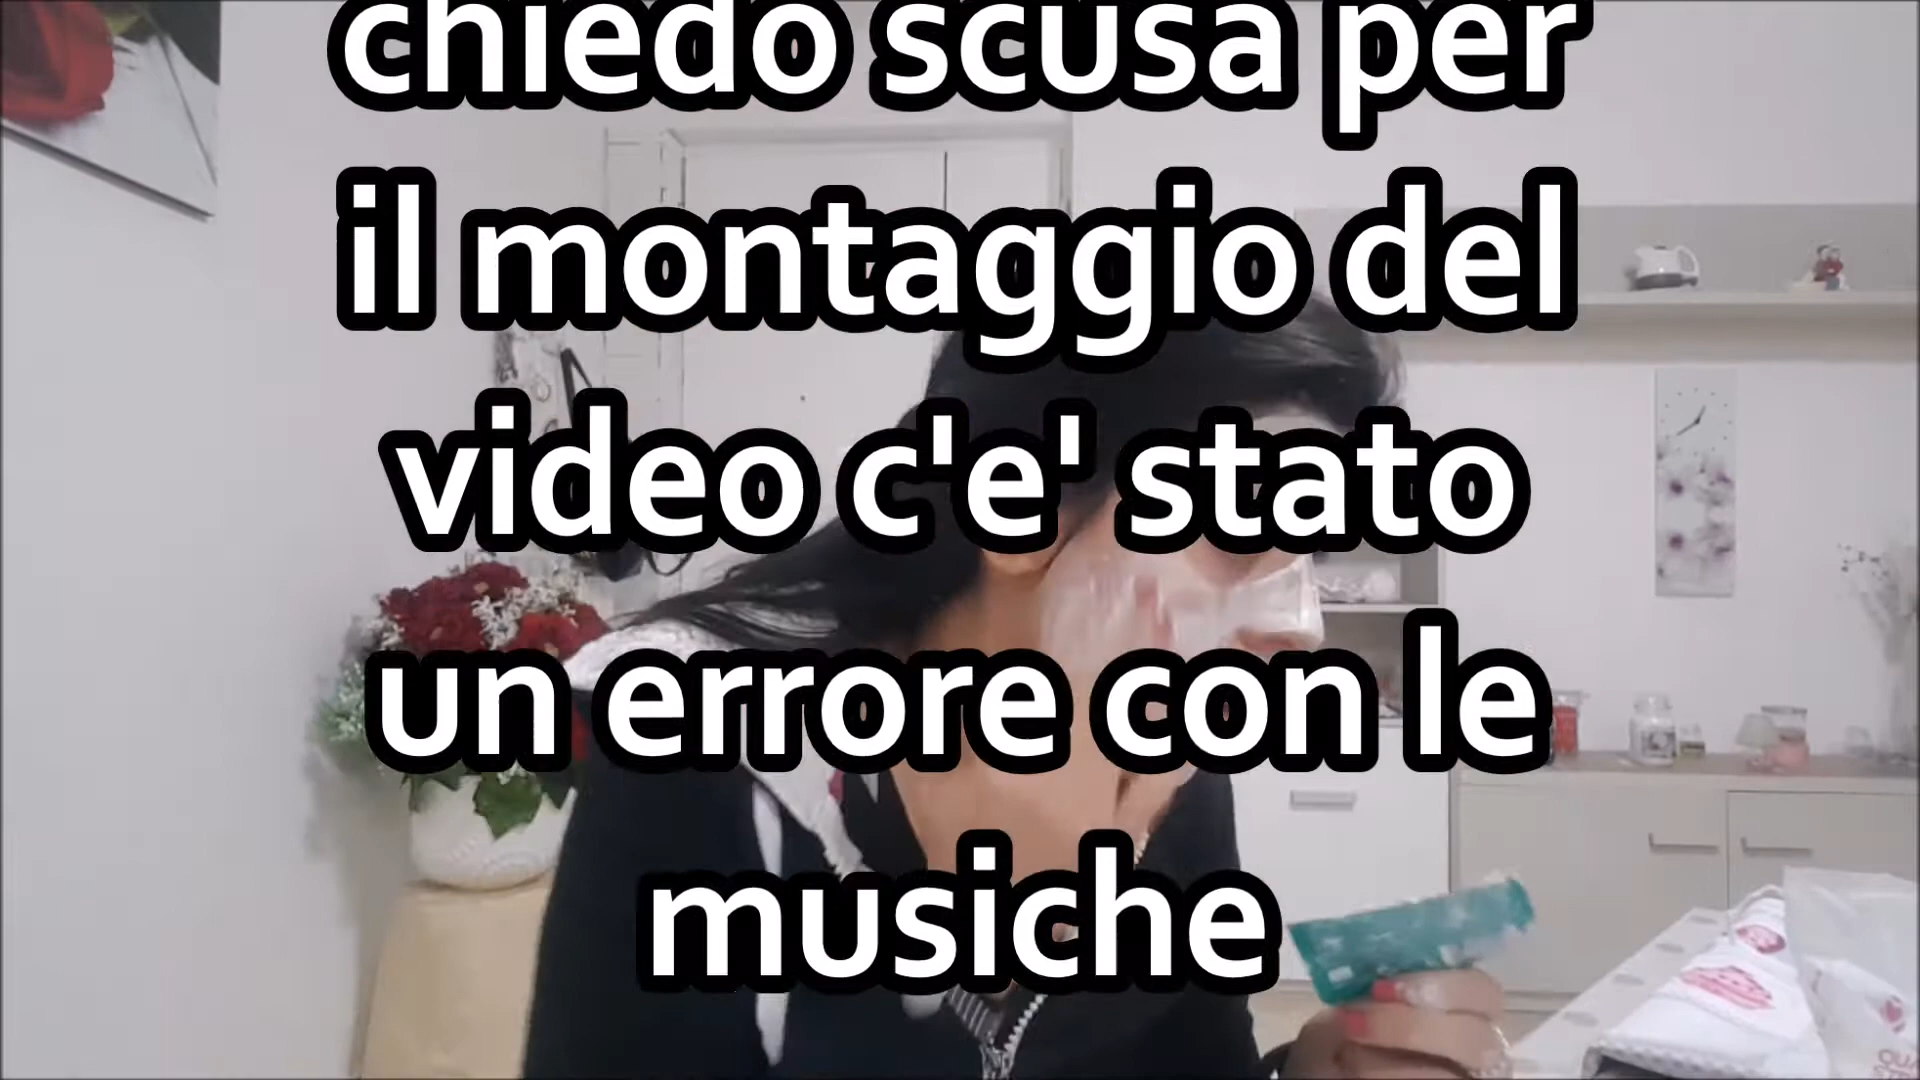 chiedo scusa per
il montaggio del
video c'e' stato
un errore con le
musiche